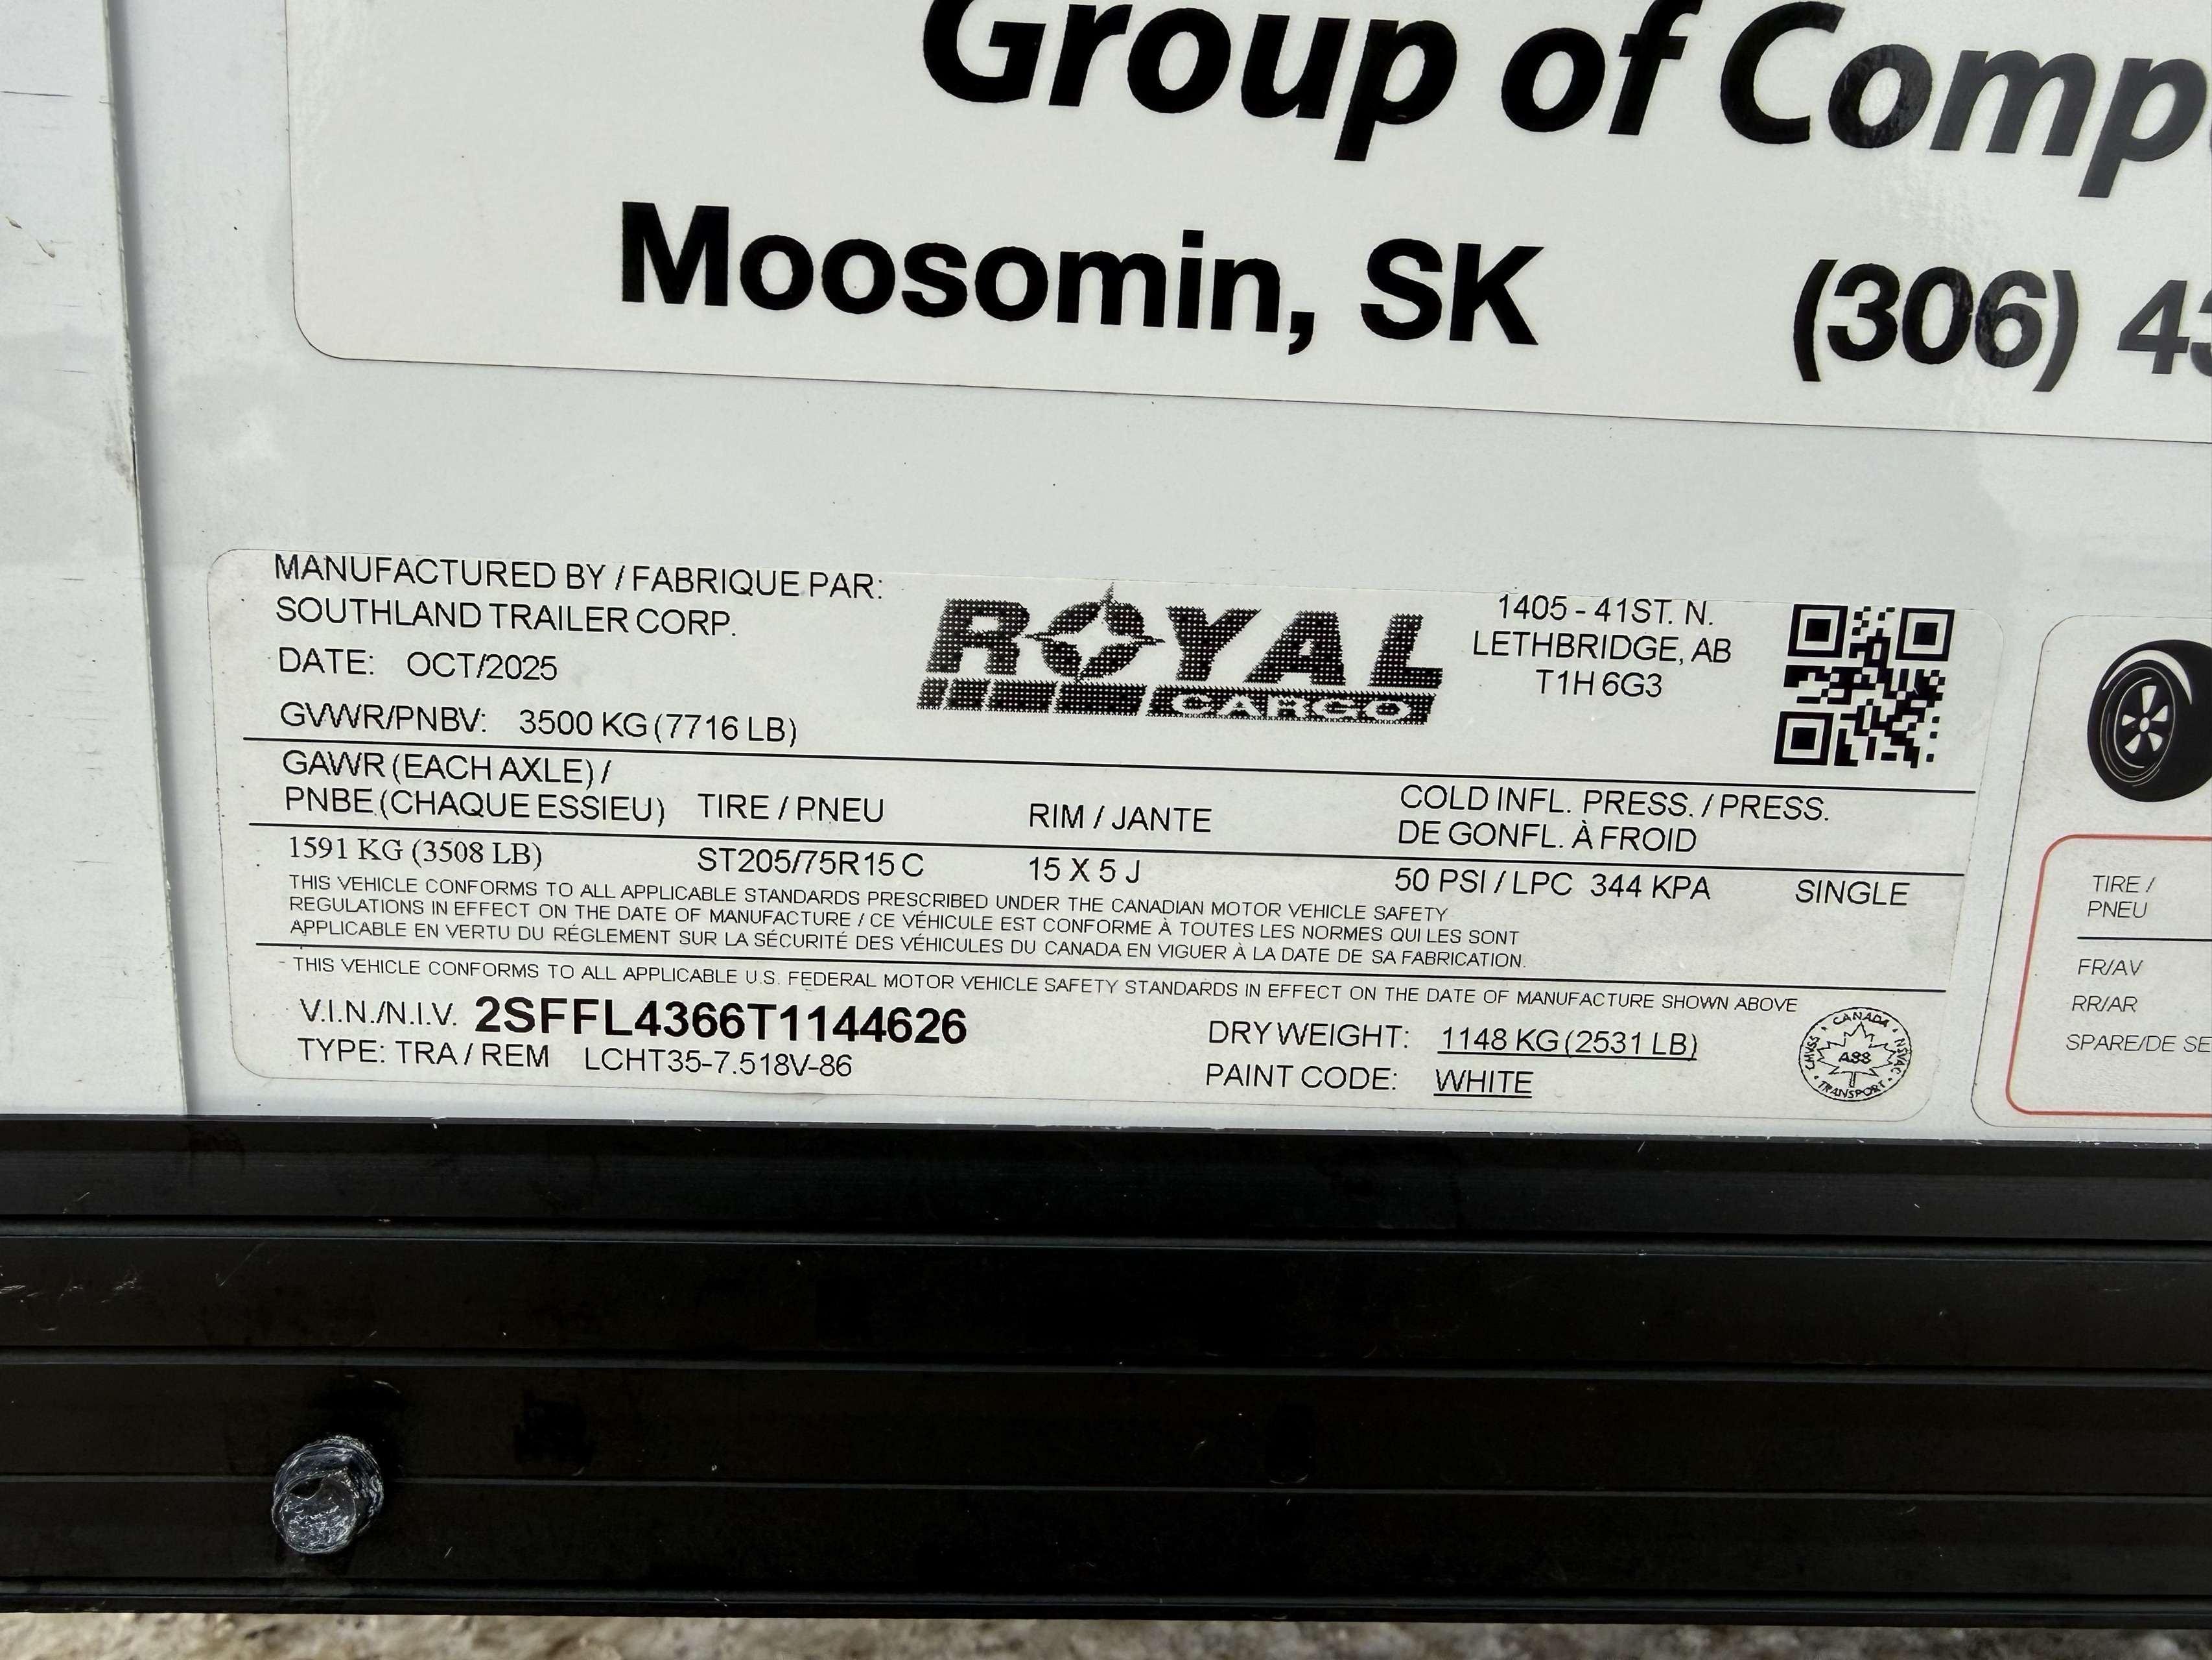 Group of Comp
Moosomin, SK (306) 43
MANUFACTURED BY / FABRIQUE PAR:
SOUTHLAND TRAILER CORP.
DATE: OCT/2025
GVWR/PNBV: 3500 KG (7716 LB)
ROYAL
CARGO
1405 - 41ST. N.
LETHBRIDGE, AB
T1H 6G3
GAWR (EACH AXLE) /
PNBE (CHAQUE ESSIEU) TIRE / PNEU RIM / JANTE COLD INFL. PRESS. / PRESS.
DE GONFL. À FROID
1591 KG (3508 LB) ST205/75R15 C 15 X 5 J 50 PSI / LPC 344 KPA SINGLE
THIS VEHICLE CONFORMS TO ALL APPLICABLE STANDARDS PRESCRIBED UNDER THE CANADIAN MOTOR VEHICLE SAFETY
REGULATIONS IN EFFECT ON THE DATE OF MANUFACTURE / CE VÉHICULE EST CONFORME À TOUTES LES NORMES QUI LES SONT
APPLICABLE EN VERTU DU RÉGLEMENT SUR LA SÉCURITÉ DES VÉHICULES DU CANADA EN VIGUER À LA DATE DE SA FABRICATION.
THIS VEHICLE CONFORMS TO ALL APPLICABLE U.S. FEDERAL MOTOR VEHICLE SAFETY STANDARDS IN EFFECT ON THE DATE OF MANUFACTURE SHOWN ABOVE
V.I.N./N.I.V. 2SFFL4366T1144626
TYPE: TRA / REM LCHT35-7.518V-86
DRY WEIGHT: 1148 KG (2531 LB)
PAINT CODE: WHITE
CANADA
CMVSS A88 NSVAC
TRANSPORT
TIRE /
PNEU
FR/AV
RR/AR
SPARE/DE SE